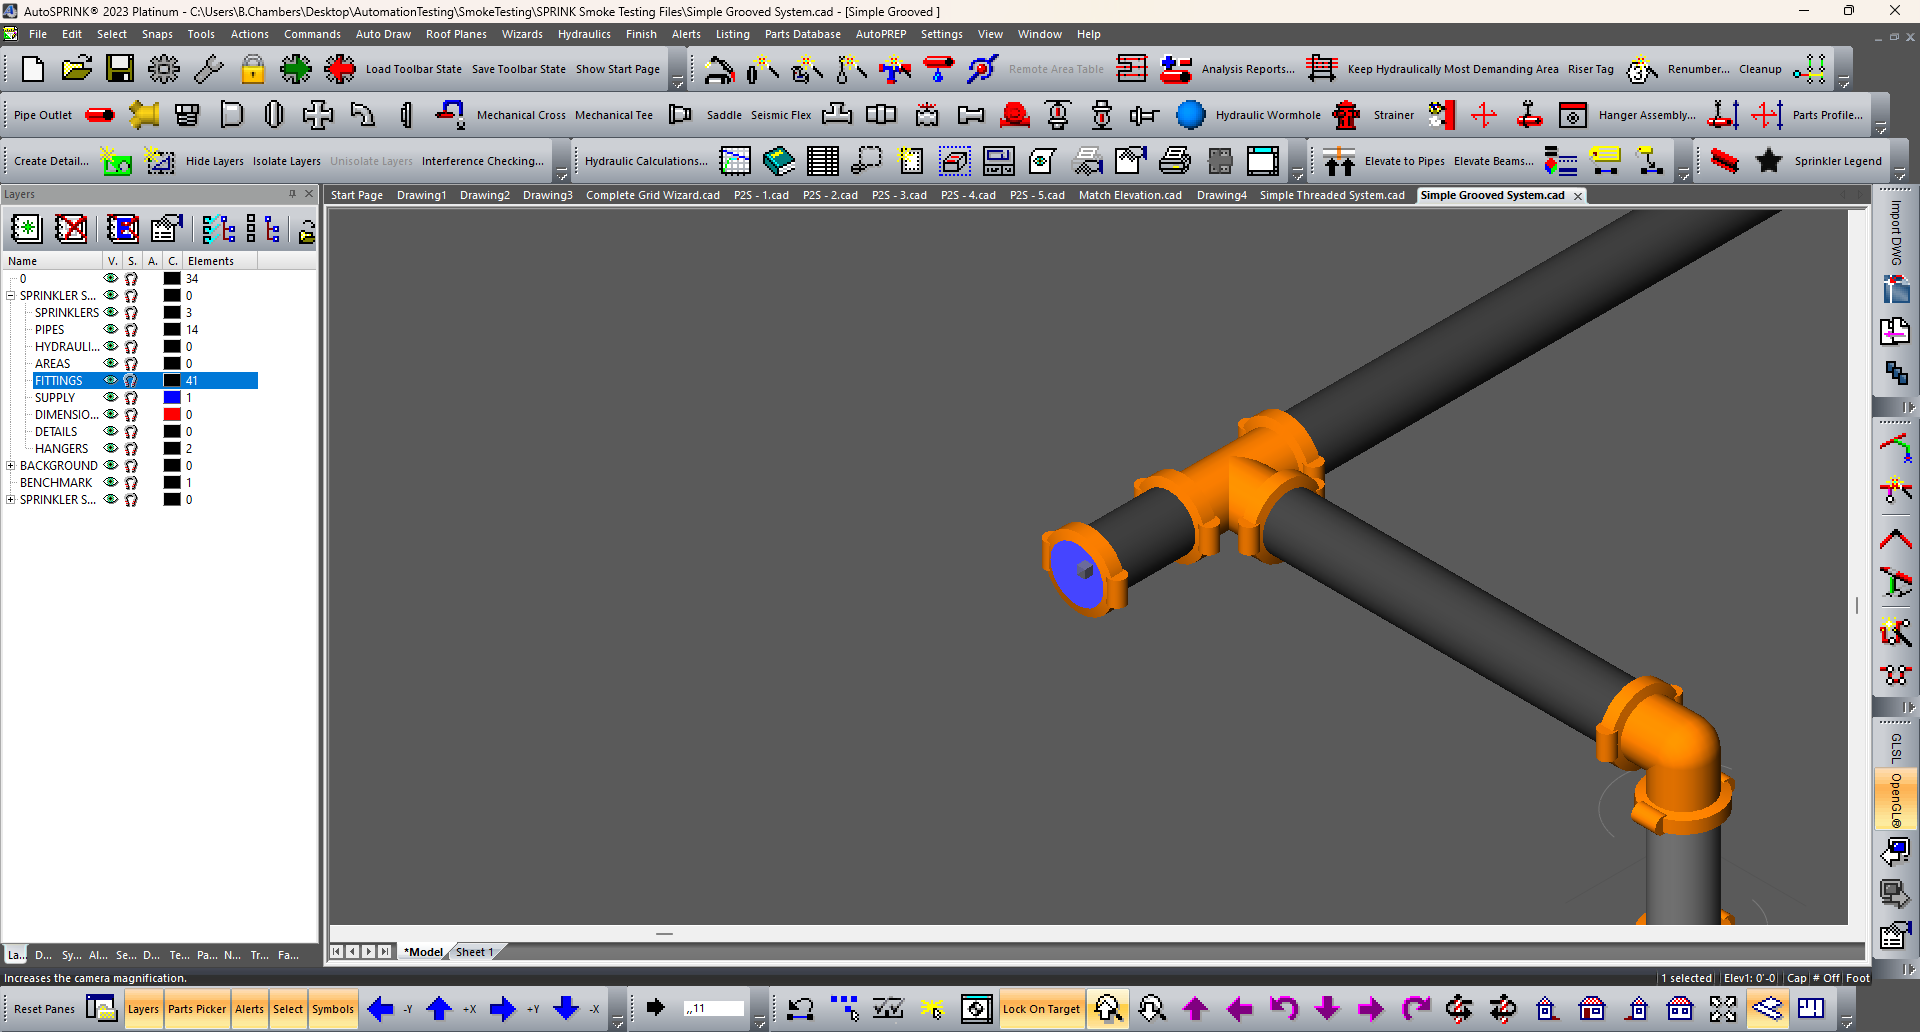 AutoSPRINK® 2023 Platinum - C:\Users\B.Chambers\Desktop\AutomationTesting\SmokeTesting\SPRINK Smoke Testing Files\Simple Grooved System.cad - [Simple Grooved ]
File Edit Select Snaps Tools Actions Commands Auto Draw Roof Planes Wizards Hydraulics Finish Alerts Listing Parts Database AutoPREP Settings View Window Help
Load Toolbar State Save Toolbar State Show Start Page Remote Area Table Analysis Reports... Keep Hydraulically Most Demanding Area Riser Tag Renumber... Cleanup
Pipe Outlet Mechanical Cross Mechanical Tee Saddle Seismic Flex Hydraulic Wormhole Strainer Hanger Assembly... Parts Profile...
Create Detail... Hide Layers Isolate Layers Unisolate Layers Interference Checking... Hydraulic Calculations... Elevate to Pipes Elevate Beams... Sprinkler Legend
Layers
Start Page Drawing1 Drawing2 Drawing3 Complete Grid Wizard.cad P2S - 1.cad P2S - 2.cad P2S - 3.cad P2S - 4.cad P2S - 5.cad Match Elevation.cad Drawing4 Simple Threaded System.cad Simple Grooved System.cad
Name V. S. A. C. Elements
0 34
SPRINKLER S... 0
SPRINKLERS 3
PIPES 14
HYDRAULI... 0
AREAS 0
FITTINGS 41
SUPPLY 1
DIMENSIO... 0
DETAILS 0
HANGERS 2
BACKGROUND 0
BENCHMARK 1
SPRINKLER S... 0
Import DWG
GLSL
OpenGL®
La... D... Sy... Al... Se... D... Te... Pa... N... Tr... Fa...
*Model Sheet 1
Increases the camera magnification.
1 selected Elev1: 0'-0 Cap # Off Foot
Reset Panes Layers Parts Picker Alerts Select Symbols -Y +X +Y -X ,,11 Lock On Target